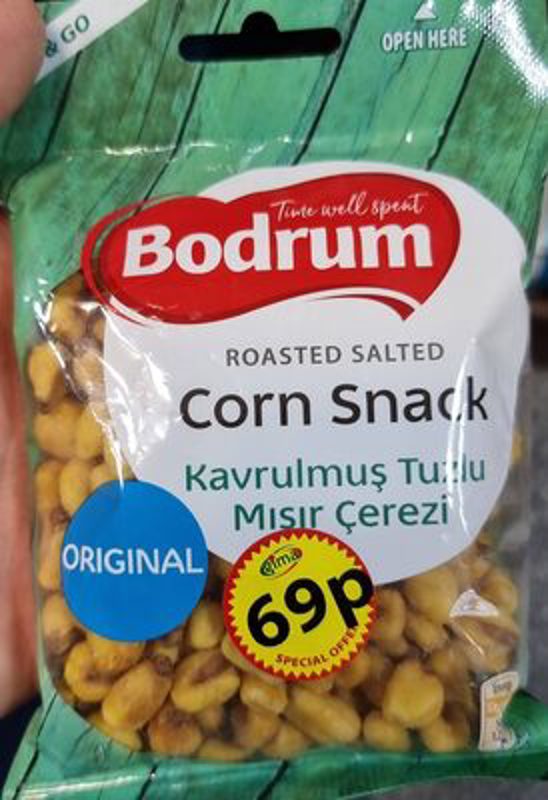 & GO
OPEN HERE
Time well spent
Bodrum
ROASTED SALTED
Corn Snack
Kavrulmuş Tuzlu
Mısır Çerezi
ORIGINAL
69p
SPECIAL OFFER